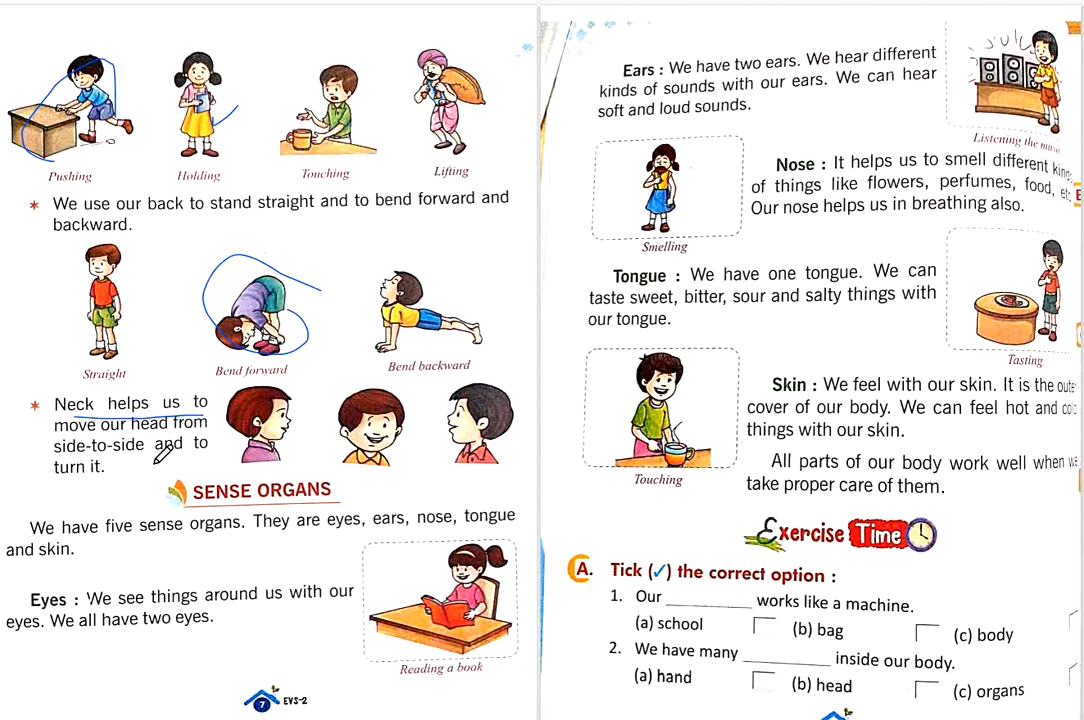 Pushing
Holding
Touching
Lifting
* We use our back to stand straight and to bend forward and
backward.
Straight
Bend forward
Bend backward
* Neck helps us to
move our head from
side-to-side and to
turn it.
SENSE ORGANS
We have five sense organs. They are eyes, ears, nose, tongue
and skin.
Eyes : We see things around us with our
eyes. We all have two eyes.
Reading a book
7 EVS-2
Ears : We have two ears. We hear different
kinds of sounds with our ears. We can hear
soft and loud sounds.
Listening the
Nose : It helps us to smell different
of things like flowers, perfumes, food, etc.
Our nose helps us in breathing also.
Smelling
Tongue : We have one tongue. We can
taste sweet, bitter, sour and salty things with
our tongue.
Tasting
Skin : We feel with our skin. It is the
cover of our body. We can feel hot and
things with our skin.
Touching
All parts of our body work well when
take proper care of them.
Exercise Time
A. Tick (✓) the correct option :
1. Our __________ works like a machine.
(a) school (b) bag (c) body
2. We have many __________ inside our body.
(a) hand (b) head (c) organs